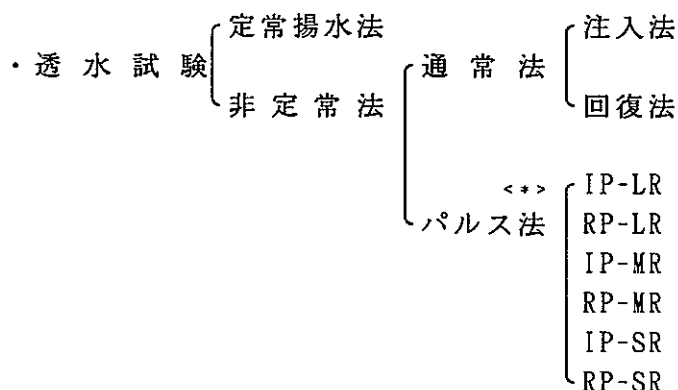 定常揚水法
注入法
・透水試験
通常法
非定常法
回復法
<*>
IP-LR
パルス法
RP-LR
IP-MR
RP-MR
IP-SR
RP-SR